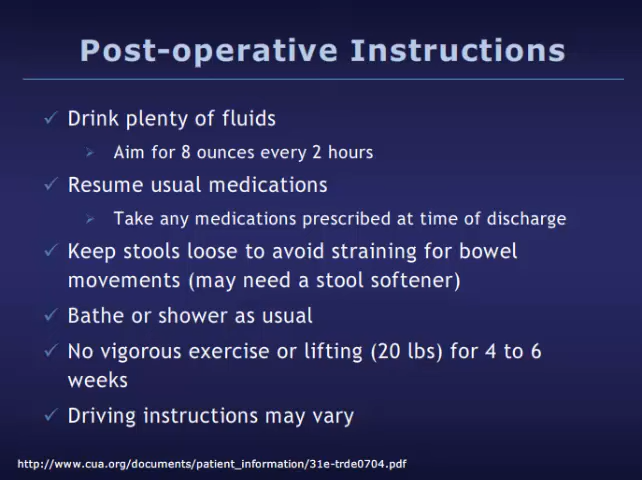 Post-operative Instructions
Drink plenty of fluids
Aim for 8 ounces every 2 hours
Resume usual medications
Take any medications prescribed at time of discharge
Keep stools loose to avoid straining for bowel
movements (may need a stool softener)
Bathe or shower as usual
No vigorous exercise or lifting (20 lbs) for 4 to 6
weeks
Driving instructions may vary
http://www.cua.org/documents/patient_information/31e-trde0704.pdf